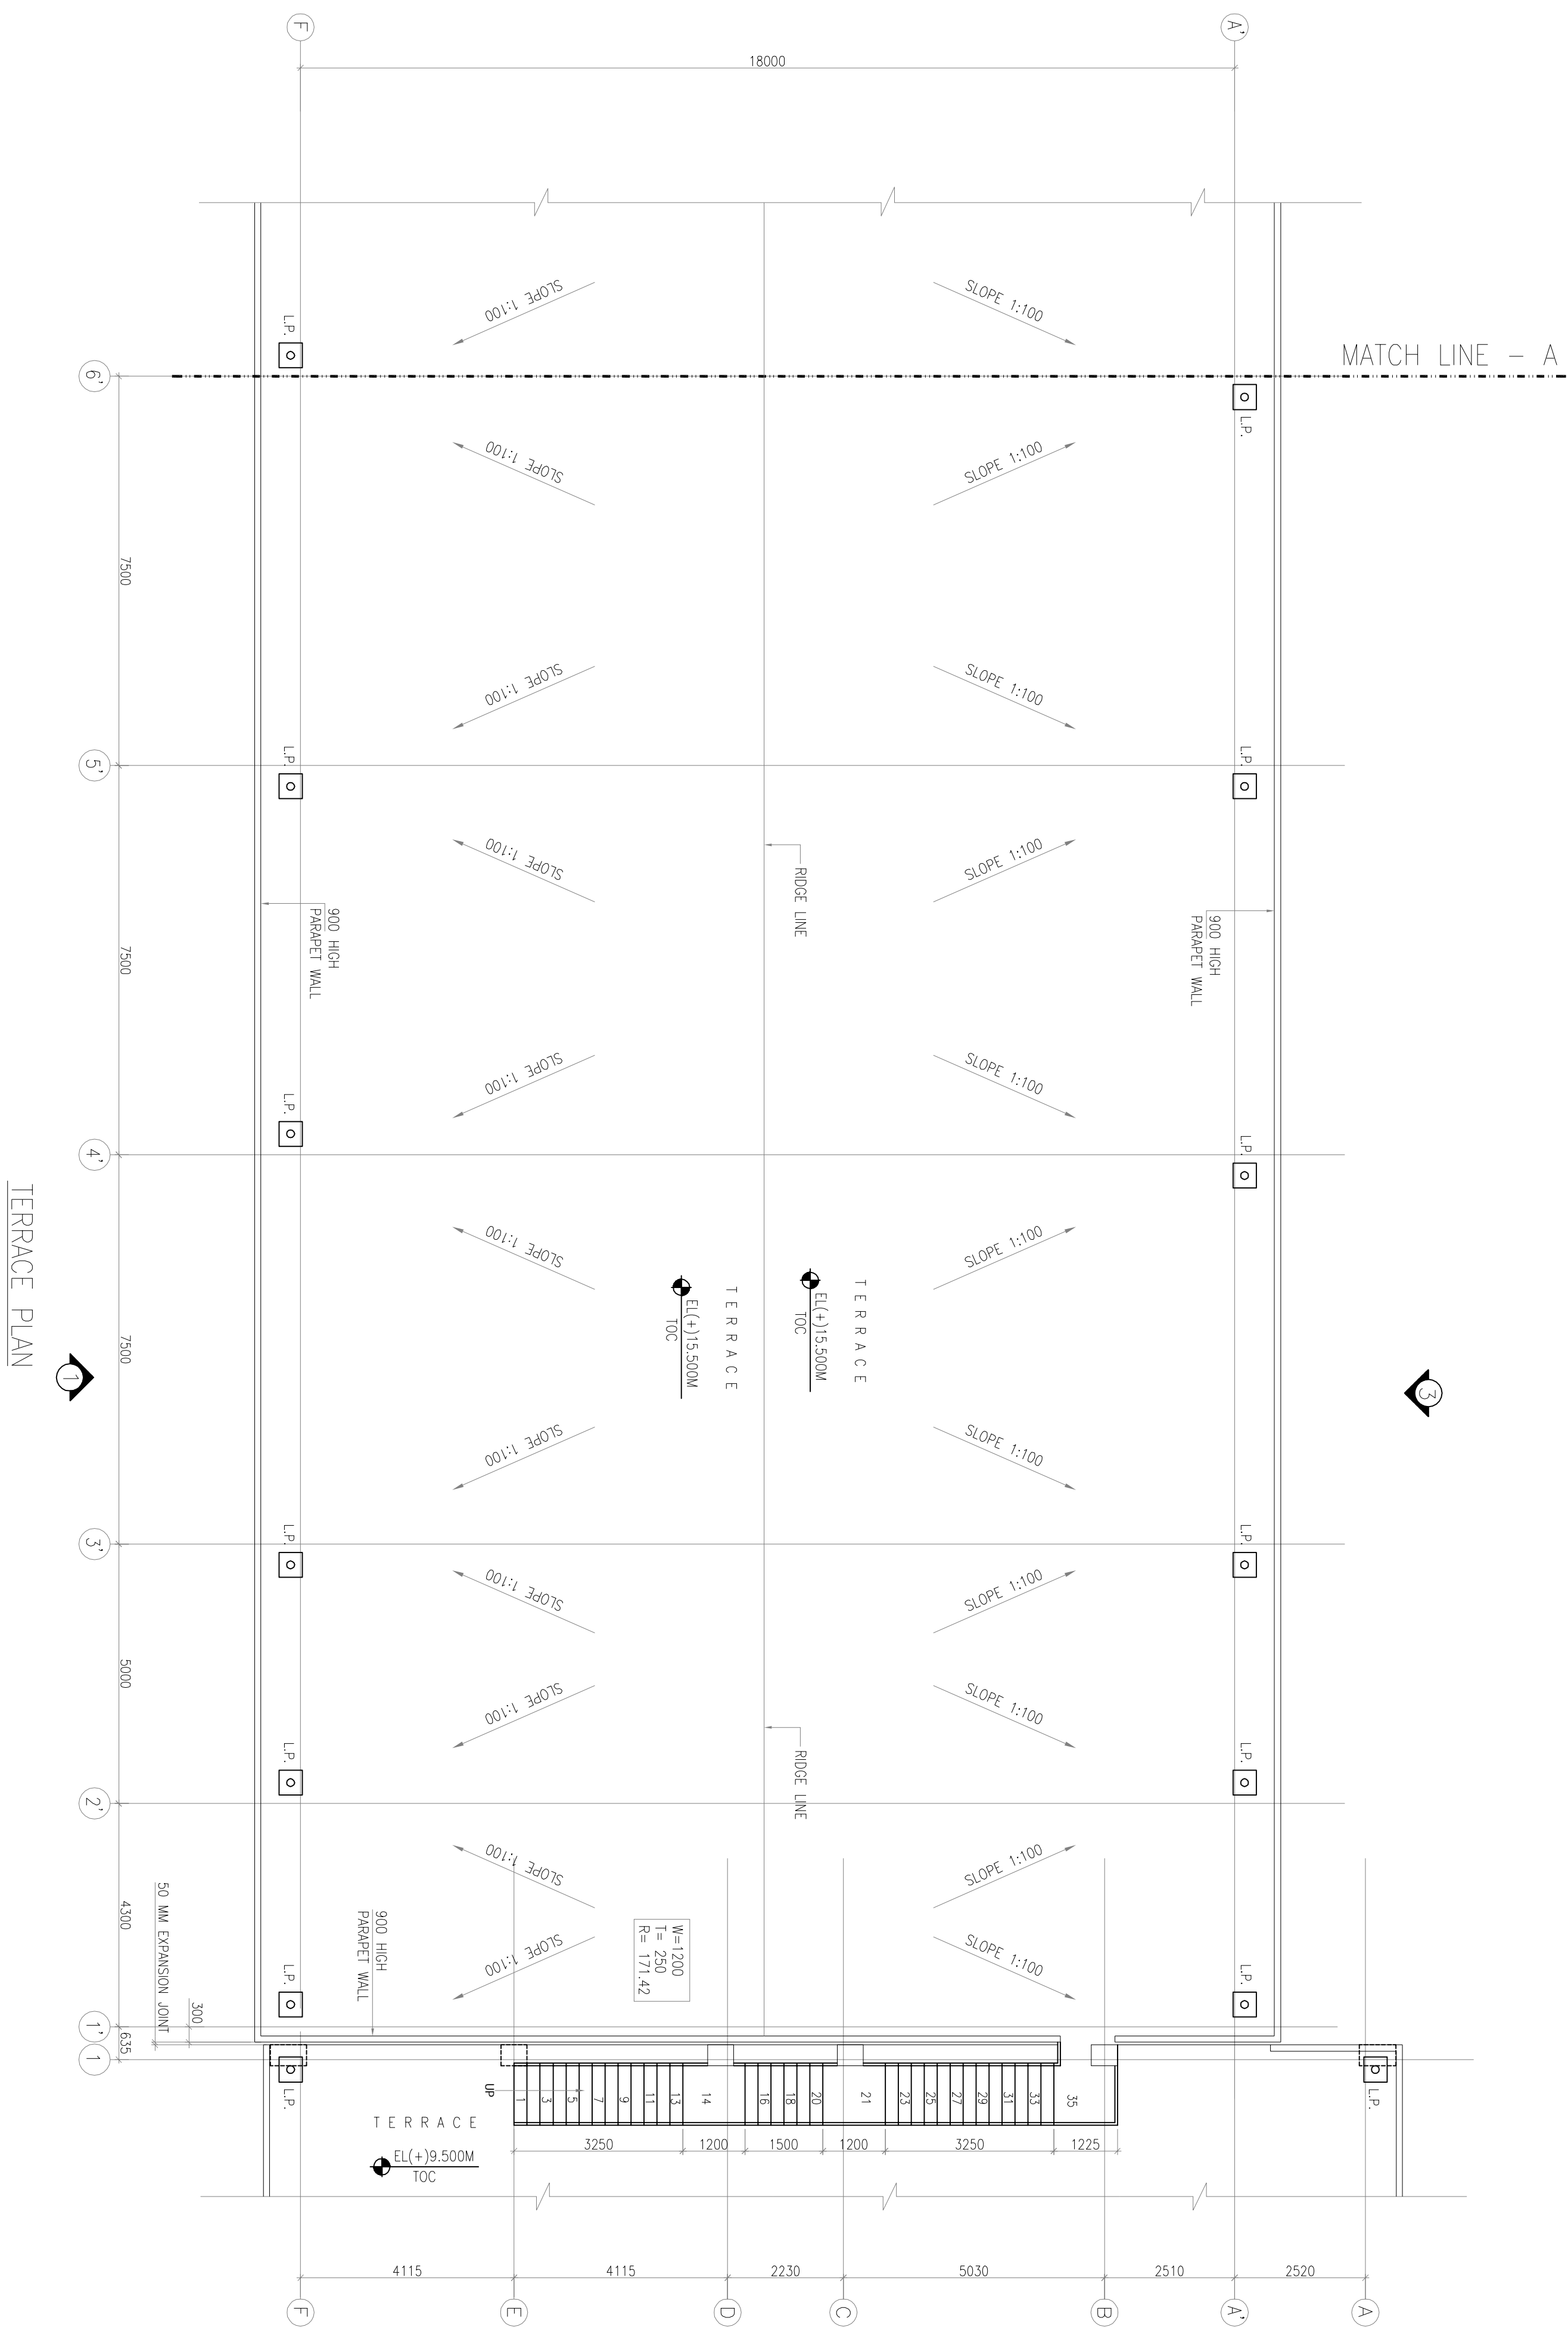 F
A'
18000
MATCH LINE - A
SLOPE 1:100
SLOPE 1:100
L.P.
6'
L.P.
SLOPE 1:100
SLOPE 1:100
7500
SLOPE 1:100
SLOPE 1:100
L.P.
L.P.
5'
SLOPE 1:100
SLOPE 1:100
RIDGE LINE
900 HIGH
PARAPET WALL
900 HIGH
PARAPET WALL
7500
SLOPE 1:100
SLOPE 1:100
L.P.
L.P.
4'
SLOPE 1:100
SLOPE 1:100
TERRACE
EL(+)15.500M
TOC
TERRACE
EL(+)15.500M
TOC
7500
TERRACE PLAN
1
3
SLOPE 1:100
SLOPE 1:100
L.P.
L.P.
3'
SLOPE 1:100
SLOPE 1:100
5000
SLOPE 1:100
SLOPE 1:100
RIDGE LINE
L.P.
L.P.
2'
SLOPE 1:100
SLOPE 1:100
4300
50 MM EXPANSION JOINT
900 HIGH
PARAPET WALL
W=1200
T= 250
R= 171.42
SLOPE 1:100
SLOPE 1:100
L.P.
L.P.
300
1'
635
1
L.P.
L.P.
UP
1 3 5 7 9 11 13 14 16 18 20 21 23 25 27 29 31 33 35
TERRACE
EL(+)9.500M
TOC
3250 1200 1500 1200 3250 1225
4115 4115 2230 5030 2510 2520
F E D C B A' A